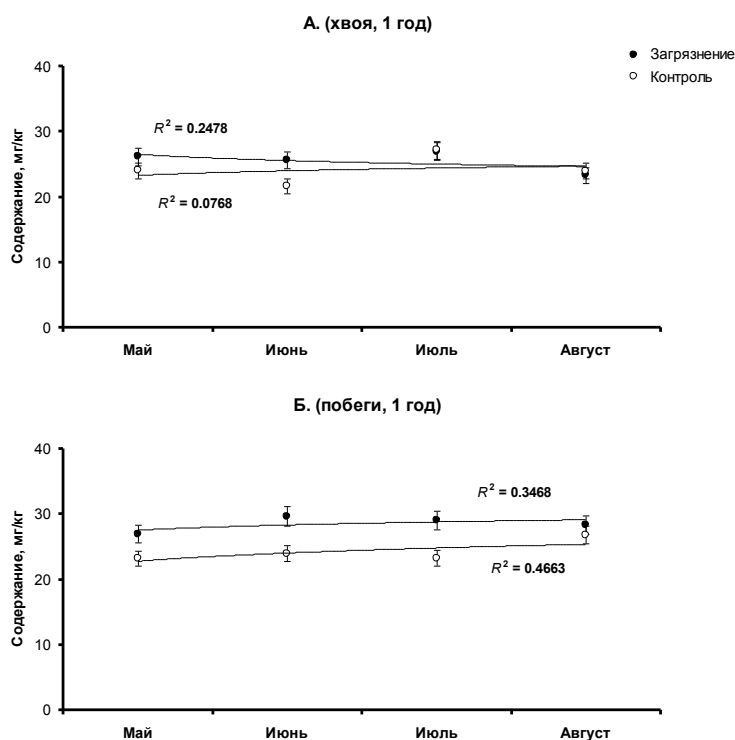 А. (хвоя, 1 год)
Загрязнение
Контроль
Содержание, мг/кг
40
30
20
10
0
R² = 0.2478
R² = 0.0768
Май Июнь Июль Август
Б. (побеги, 1 год)
Содержание, мг/кг
40
30
20
10
0
R² = 0.3468
R² = 0.4663
Май Июнь Июль Август